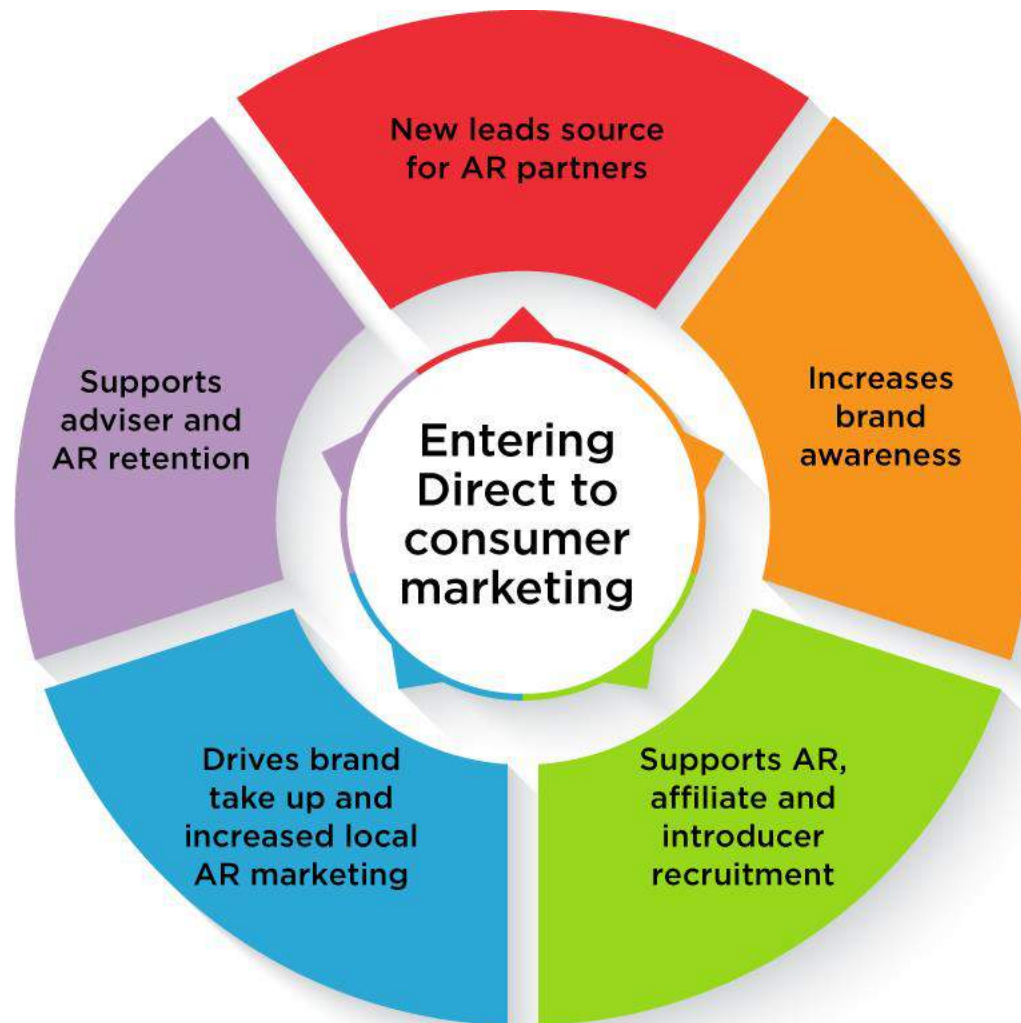 New leads source
for AR partners
Increases
brand
awareness
Supports AR,
affiliate and
introducer
recruitment
Drives brand
take up and
increased local
AR marketing
Supports
adviser and
AR retention
Entering
Direct to
consumer
marketing